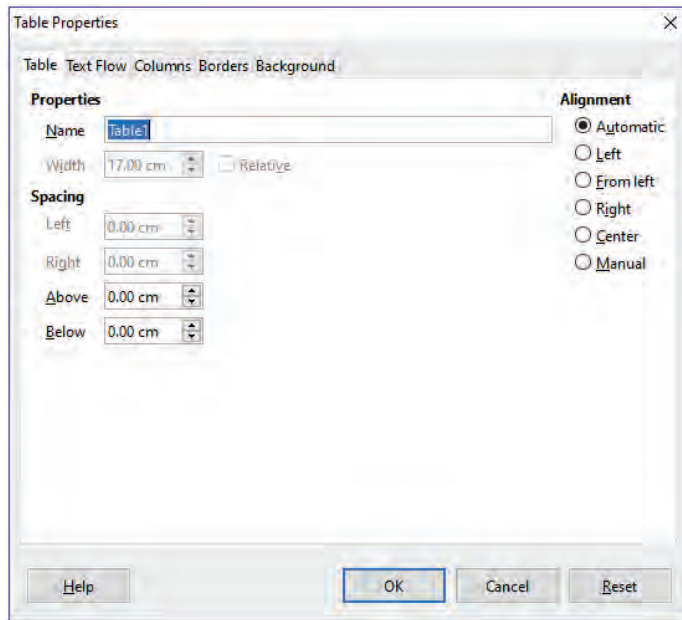 Table Properties
Table Text Flow Columns Borders Background
Properties
Name Table1
Width 17.00 cm Relative
Spacing
Left 0.00 cm
Right 0.00 cm
Above 0.00 cm
Below 0.00 cm
Alignment
Automatic
Left
From left
Right
Center
Manual
Help OK Cancel Reset